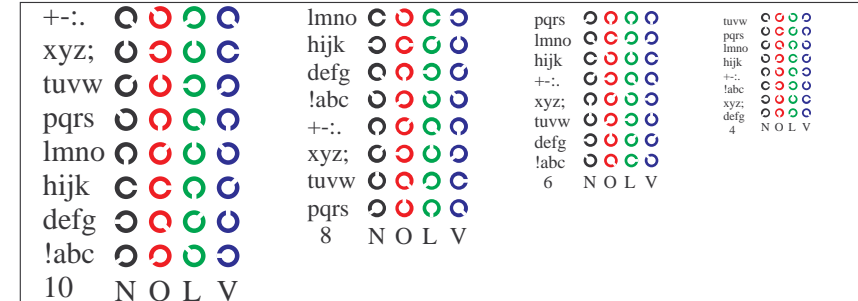 +-:.
xyz;
tuvw
pqrs
lmno
hijk
defg
!abc
10 N O L V
lmno
hijk
defg
!abc
+-:.
xyz;
tuvw
pqrs
8 N O L V
pqrs
lmno
hijk
+-:.
xyz;
tuvw
defg
!abc
6 N O L V
tuvw
pqrs
lmno
hijk
+-:.
!abc
xyz;
defg
4 N O L V